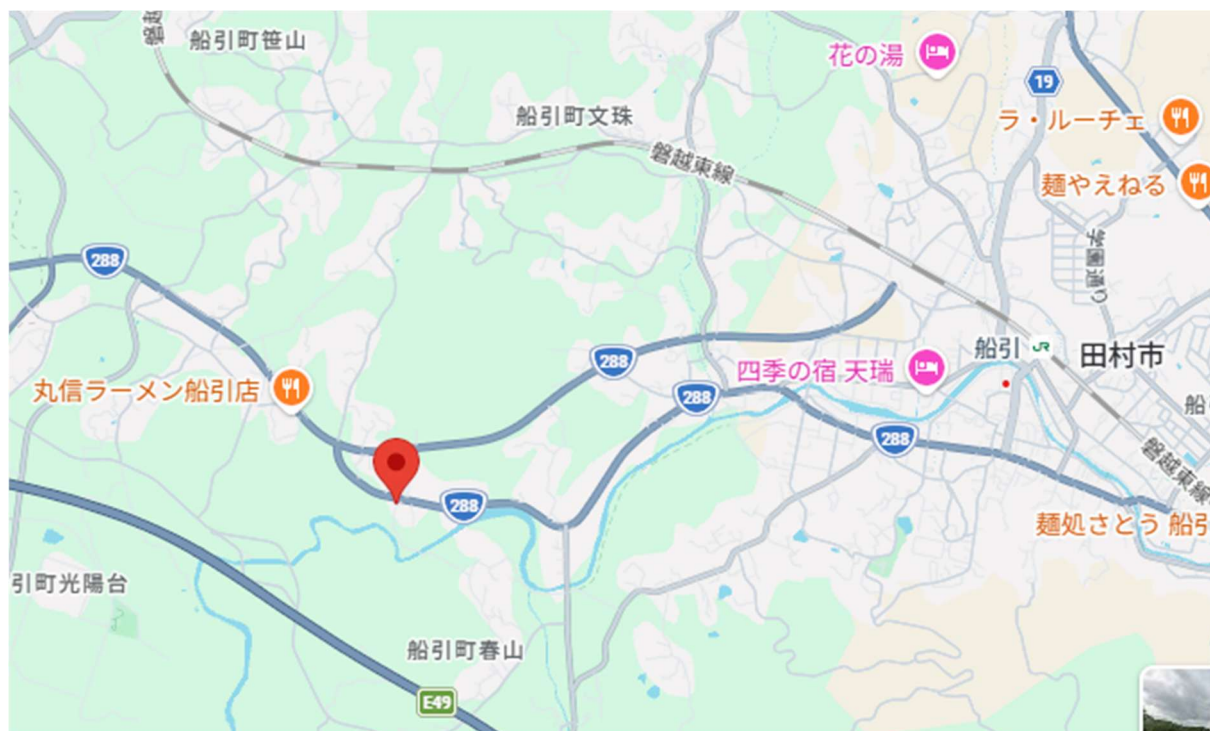 船引町笹山
花の湯
19
船引町文珠
ラ・ルーチェ
磐越東線
麺やえねる
学園通り
288
288
船引
JR
田村市
四季の宿 天瑞
丸信ラーメン船引店
288
288
磐越東線
288
麺処さとう 船引
引町光陽台
船引町春山
E49